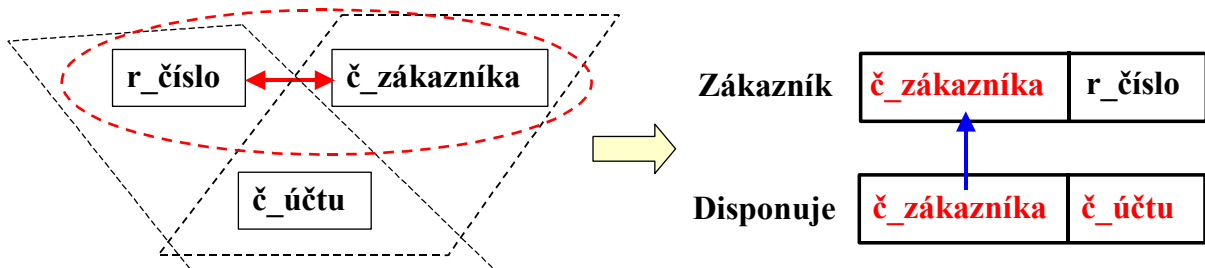 r_číslo č_zákazníka
č_účtu
Zákazník č_zákazníka r_číslo
Disponuje č_zákazníka č_účtu